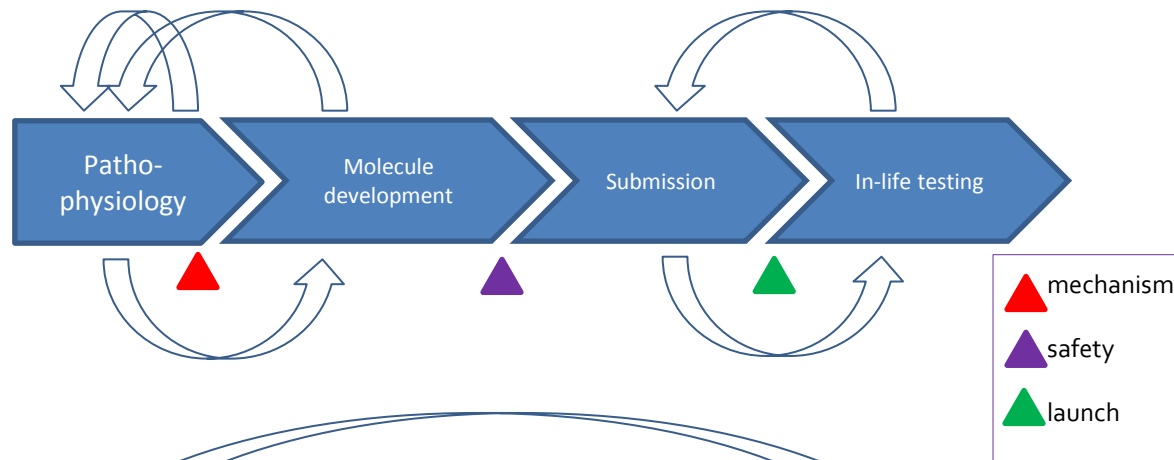 Patho-
physiology
Molecule
development
Submission
In-life testing
mechanism
safety
launch